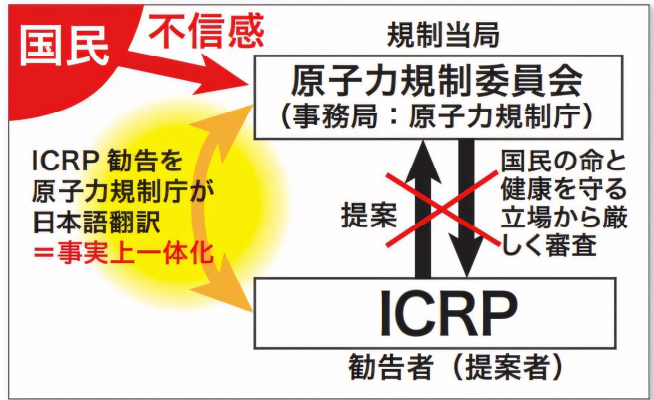 国民
不信感
規制当局
原子力規制委員会
（事務局：原子力規制庁）
ICRP 勧告を
原子力規制庁が
日本語翻訳
＝事実上一体化
提案
国民の命と
健康を守る
立場から厳
しく審査
ICRP
勧告者（提案者）